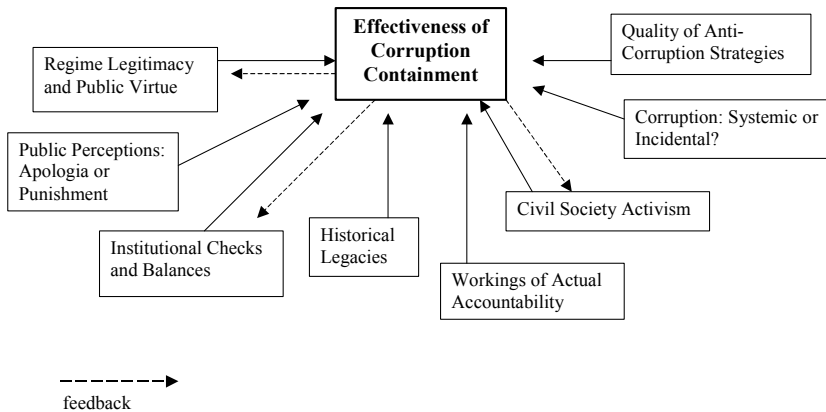 Effectiveness of
Corruption
Containment
Quality of Anti-
Corruption Strategies
Regime Legitimacy
and Public Virtue
Corruption: Systemic or
Incidental?
Public Perceptions:
Apologia or
Punishment
Civil Society Activism
Institutional Checks
and Balances
Historical
Legacies
Workings of Actual
Accountability
feedback